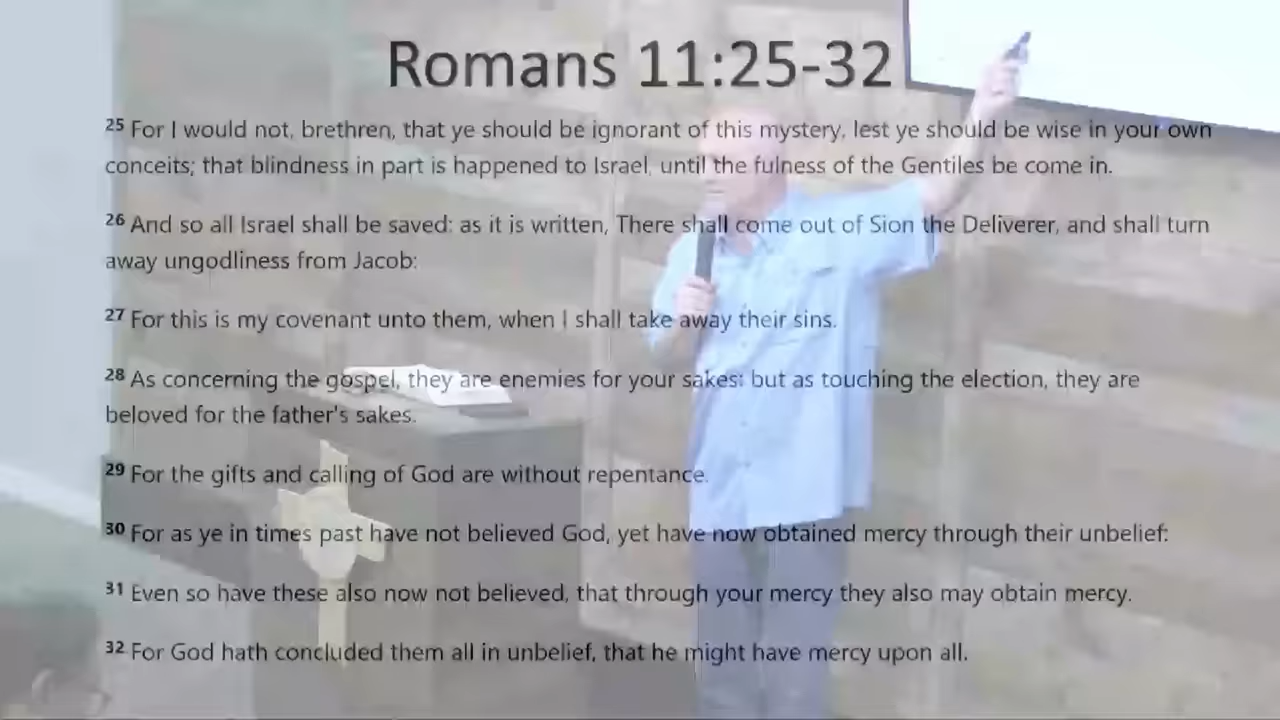 Romans 11:25-32
25 For I would not, brethren, that ye should be ignorant of this mystery, lest ye should be wise in your own
conceits; that blindness in part is happened to Israel, until the fulness of the Gentiles be come in.
26 And so all Israel shall be saved: as it is written, There shall come out of Sion the Deliverer, and shall turn
away ungodliness from Jacob:
27 For this is my covenant unto them, when I shall take away their sins.
28 As concerning the gospel, they are enemies for your sakes: but as touching the election, they are
beloved for the father's sakes.
29 For the gifts and calling of God are without repentance.
30 For as ye in times past have not believed God, yet have now obtained mercy through their unbelief:
31 Even so have these also now not believed, that through your mercy they also may obtain mercy.
32 For God hath concluded them all in unbelief, that he might have mercy upon all.